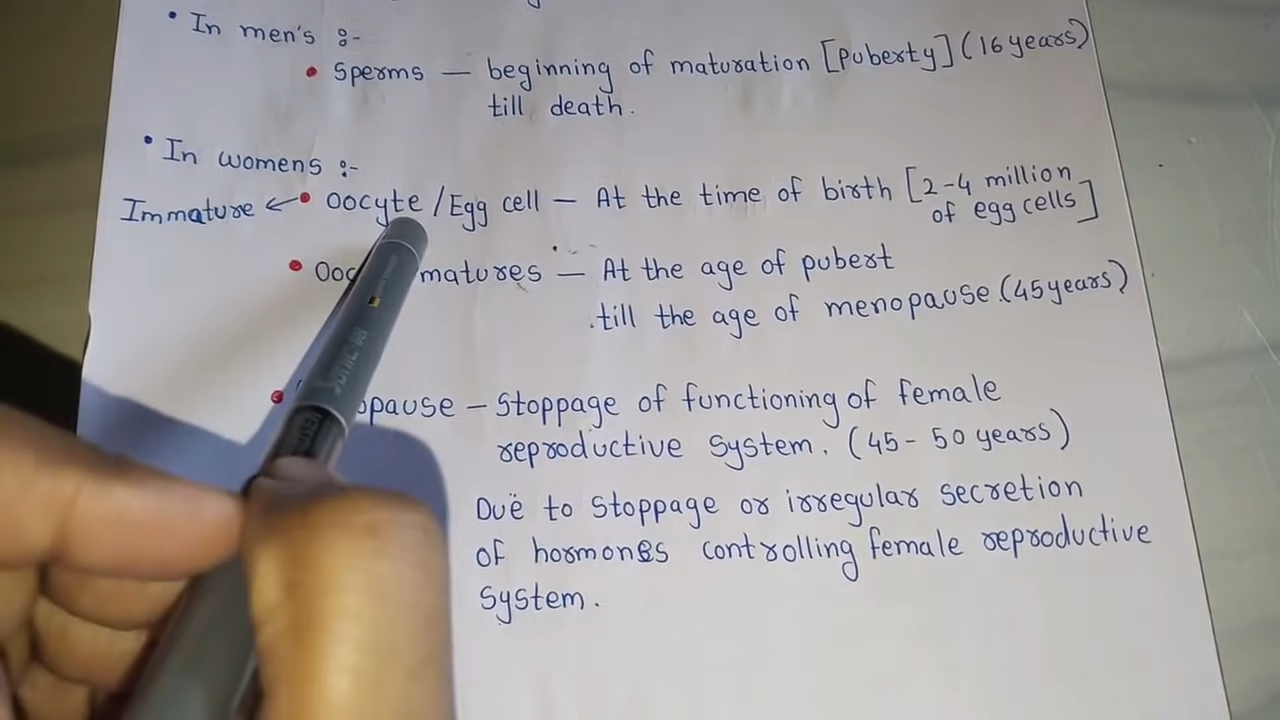 • In men's :-
• Sperms — beginning of maturation [Puberty] (16 years)
till death.
• In womens :-
Immature ← • Oocyte / Egg cell — At the time of birth [2-4 million
of egg cells]
• matures — At the age of pubert
till the age of menopause. (45 years)
• pause — Stoppage of functioning of female
reproductive System. (45 - 50 years)
Due to Stoppage or irregular secretion
of hormones controlling female reproductive
System.